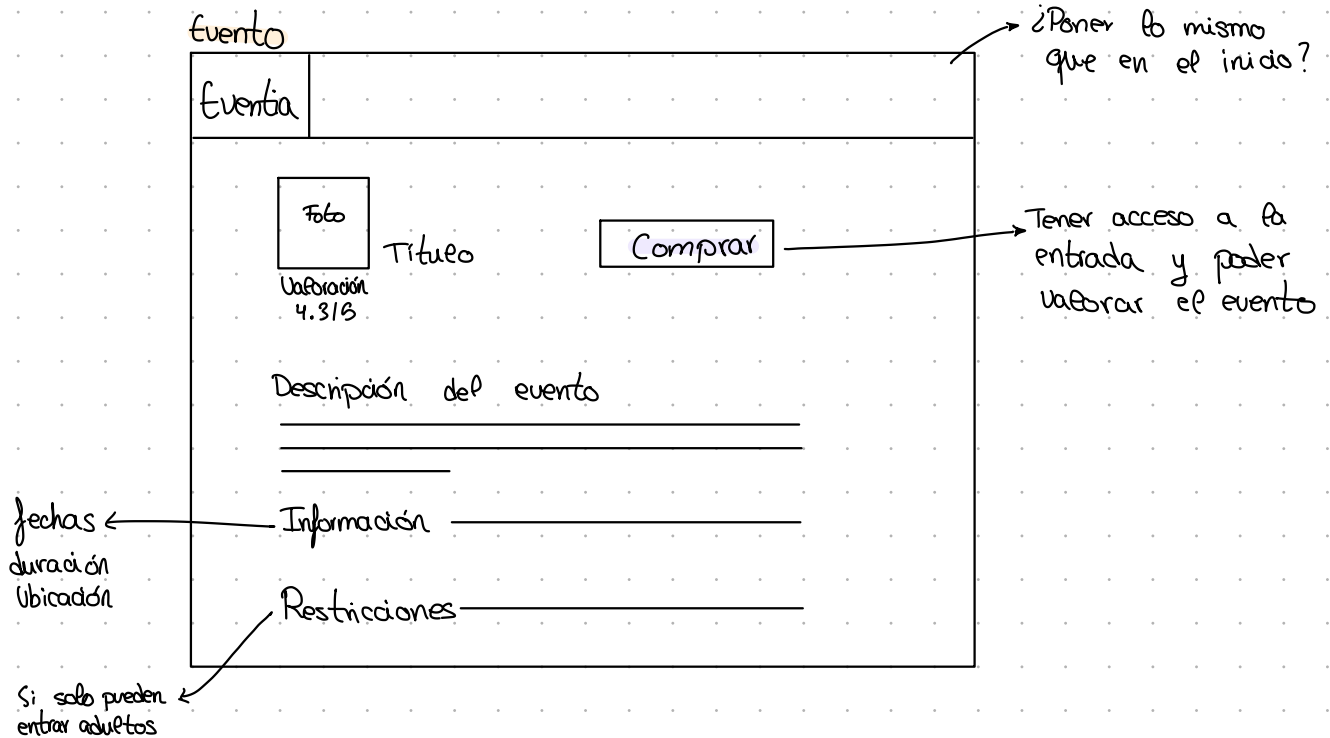 Evento
¿Poner lo mismo
que en el inicio?
Eventia
Foto
Título
Valoración
4.3/5
Comprar
Tener acceso a la
entrada y poder
valorar el evento
Descripción del evento
Información
fechas
duración
Ubicación
Restricciones
Si solo pueden
entrar adultos